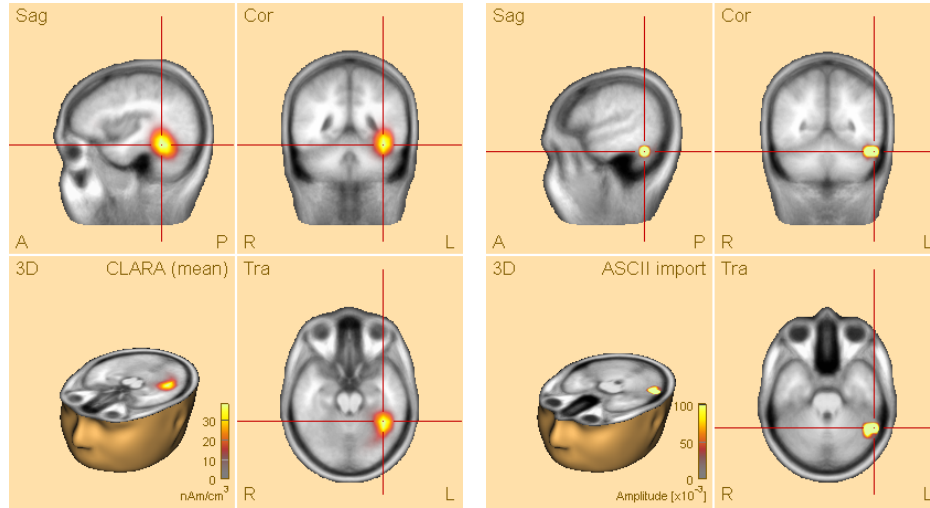 Sag
Cor
A
P
R
L
3D
CLARA (mean)
Tra
30
20
10
0
nAm/cm³
R
L
Sag
Cor
A
P
R
L
3D
ASCII import
Tra
100
50
0
Amplitude [x10⁻³]
R
L